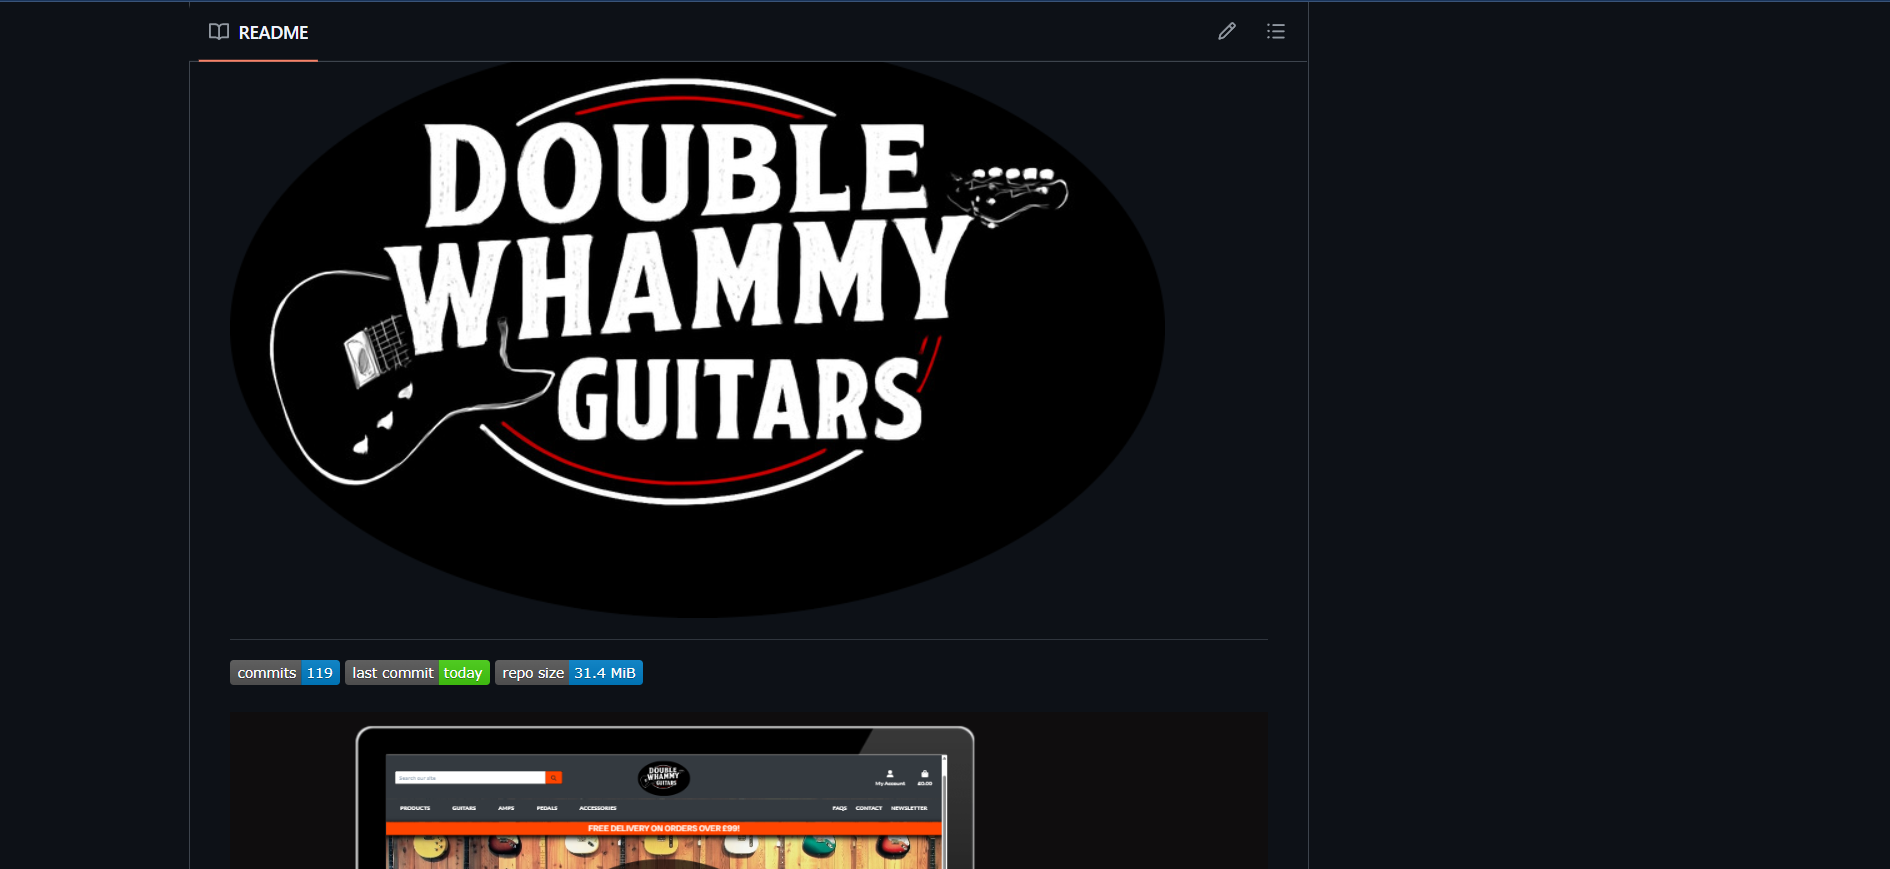 README
DOUBLE
WHAMMY
GUITARS
commits 119 last commit today repo size 31.4 MiB
Search our site
DOUBLE
WHAMMY
GUITARS
My Account £0.00
PRODUCTS GUITARS AMPS PEDALS ACCESSORIES FAQS CONTACT NEWSLETTER
FREE DELIVERY ON ORDERS OVER £99!